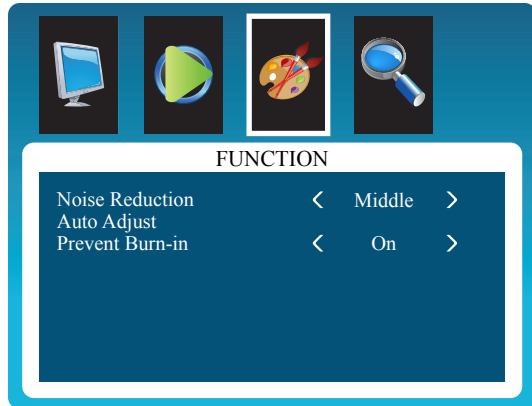 FUNCTION
Noise Reduction < Middle >
Auto Adjust
Prevent Burn-in < On >